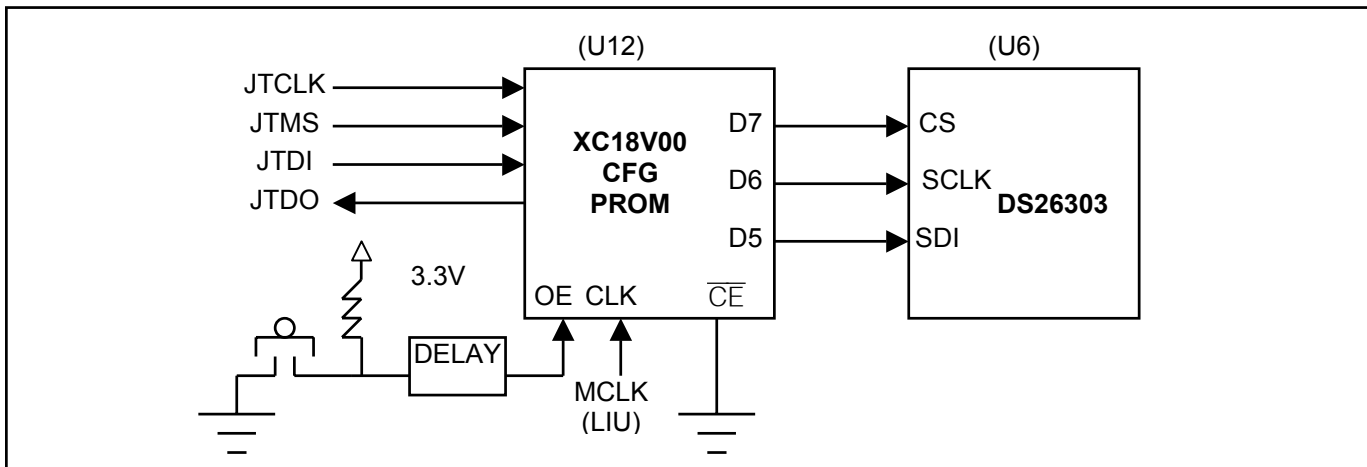 (U12)
(U6)
JTCLK
JTMS
JTDI
JTDO
XC18V00
CFG
PROM
D7
D6
D5
CS
SCLK
SDI
DS26303
3.3V
OE CLK CE
DELAY
MCLK
(LIU)